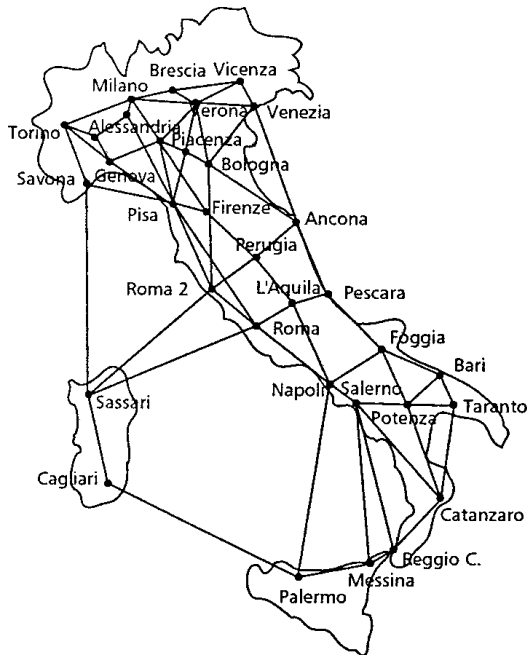 Vicenza
Brescia
Milano
Verona
Venezia
Torino
Alessandria
Piacenza
Bologna
Savona
Genova
Pisa
Firenze
Ancona
Perugia
Roma 2
L'Aquila
Pescara
Roma
Foggia
Bari
Napoli
Salerno
Potenza
Taranto
Sassari
Cagliari
Catanzaro
Reggio C.
Messina
Palermo